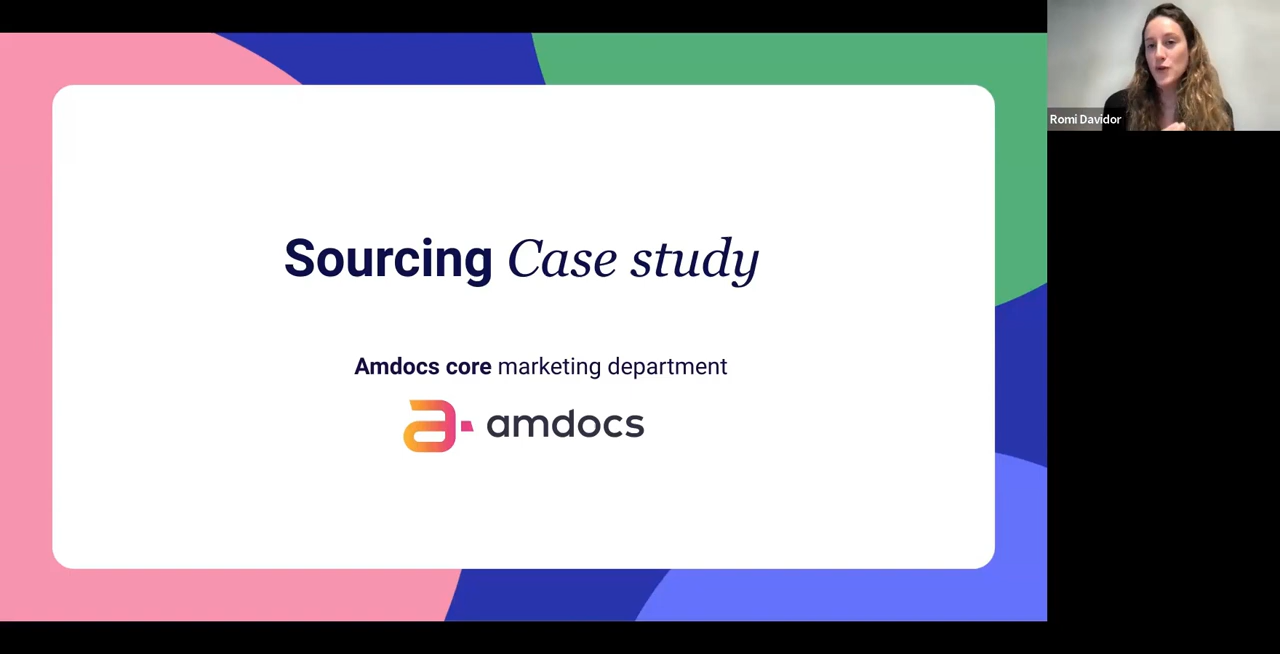 Sourcing Case study
Amdocs core marketing department
amdocs
Romi Davidor